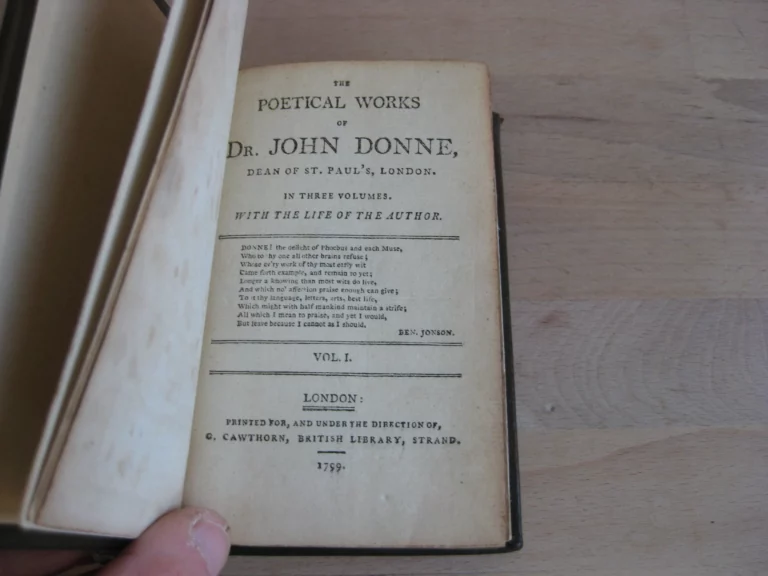 THE
POETICAL WORKS
OF
DR. JOHN DONNE,
DEAN OF ST. PAUL'S, LONDON.
IN THREE VOLUMES.
WITH THE LIFE OF THE AUTHOR.
DONNE! the delight of Phœbus and each Muse,
Who to thy one all other brains refuse;
Whose ev'ry work of thy most early wit
Came forth example, and remain so yet;
Longer a knowing than most wits do live,
And which no' affection praise enough can give;
To it thy language, letters, arts, best life,
Which might with half mankind maintain a strife;
All which I mean to praise, and yet I would,
But leave because I cannot as I should.
BEN. JONSON.
VOL. I.
LONDON:
PRINTED FOR, AND UNDER THE DIRECTION OF,
G. CAWTHORN, BRITISH LIBRARY, STRAND.
1799.